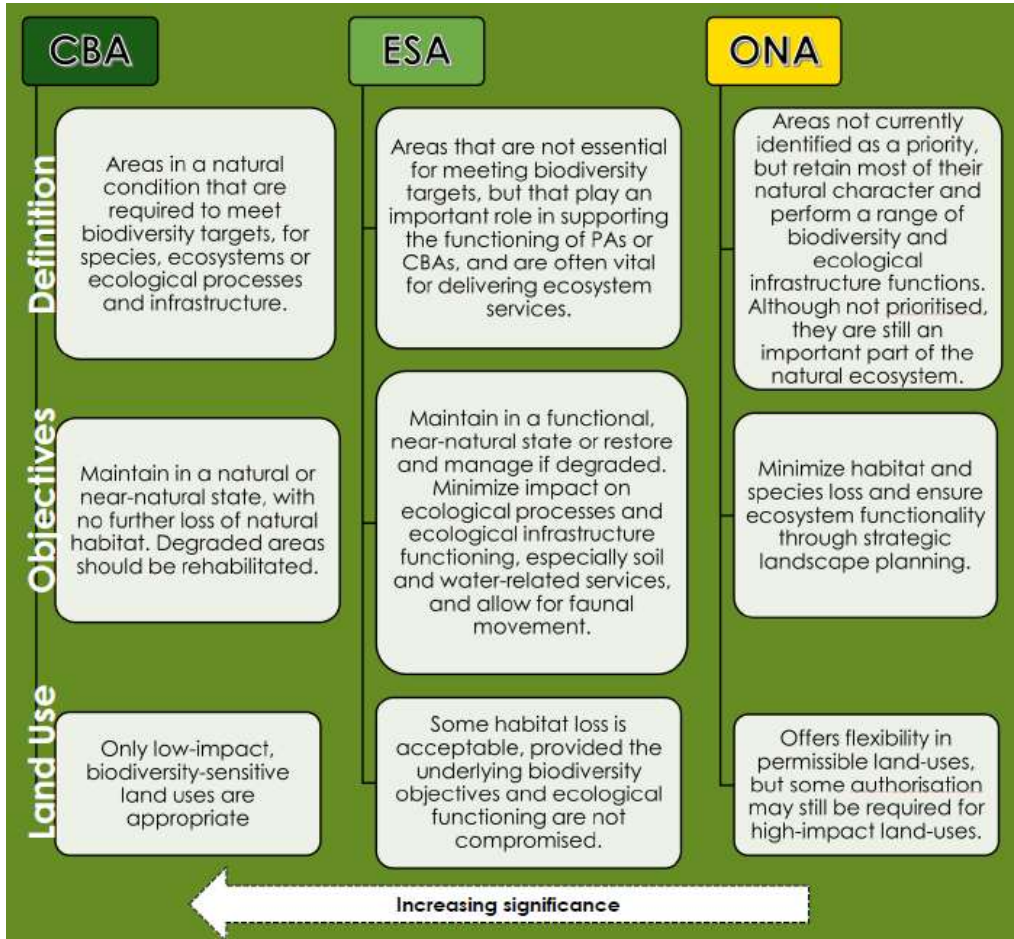 CBA
ESA
ONA
Definition
Areas in a natural
condition that are
required to meet
biodiversity targets, for
species, ecosystems or
ecological processes
and infrastructure.
Areas that are not essential
for meeting biodiversity
targets, but that play an
important role in supporting
the functioning of PAs or
CBAs, and are often vital
for delivering ecosystem
services.
Areas not currently
identified as a priority,
but retain most of their
natural character and
perform a range of
biodiversity and
ecological
infrastructure functions.
Although not prioritised,
they are still an
important part of the
natural ecosystem.
Objectives
Maintain in a natural or
near-natural state, with
no further loss of natural
habitat. Degraded areas
should be rehabilitated.
Maintain in a functional,
near-natural state or restore
and manage if degraded.
Minimize impact on
ecological processes and
ecological infrastructure
functioning, especially soil
and water-related services,
and allow for faunal
movement.
Minimize habitat and
species loss and ensure
ecosystem functionality
through strategic
landscape planning.
Land Use
Only low-impact,
biodiversity-sensitive
land uses are
appropriate
Some habitat loss is
acceptable, provided the
underlying biodiversity
objectives and ecological
functioning are not
compromised.
Offers flexibility in
permissible land-uses,
but some authorisation
may still be required for
high-impact land-uses.
Increasing significance